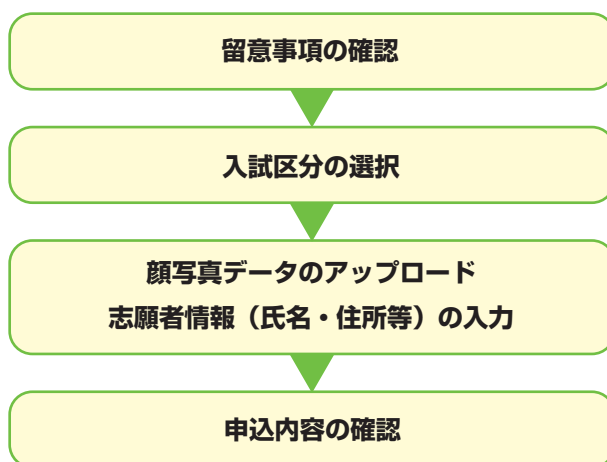 留意事項の確認
入試区分の選択
顔写真データのアップロード
志願者情報（氏名・住所等）の入力
申込内容の確認